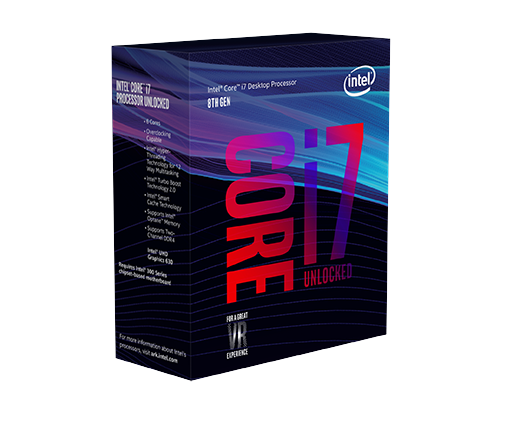 INTEL® CORE™ i7
PROCESSOR UNLOCKED
• 6 Cores
• Overclocking
Capable
• Intel® Hyper-
Threading
Technology for 12
Way Multitasking
• Intel® Turbo Boost
Technology 2.0
• Intel® Smart
Cache Technology
• Supports Intel®
Optane™ Memory
• Supports Two-
Channel DDR4
Intel® UHD
Graphics 630
Requires Intel® 300 Series
chipset-based motherboard
For more information about Intel's
processors, visit ark.intel.com
Intel® Core™ i7 Desktop Processor
8TH GEN
intel®
CORE
i7
UNLOCKED
FOR A GREAT
VR
EXPERIENCE